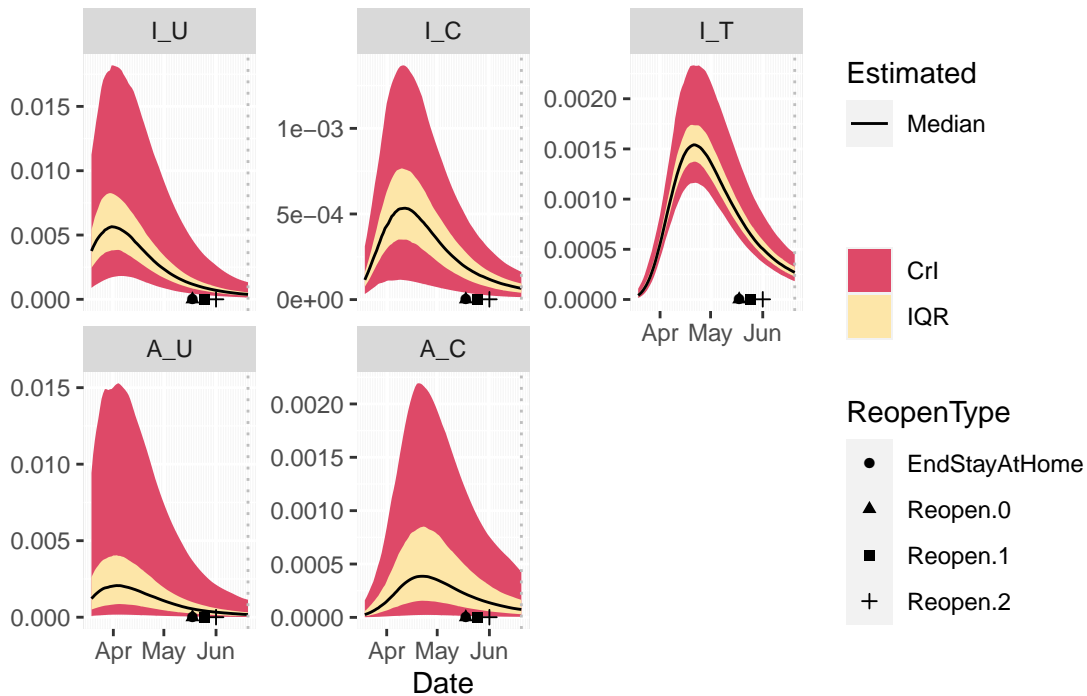 I_U
I_C
I_T
0.015
0.010
0.005
0.000
1e−03
5e−04
0e+00
0.0020
0.0015
0.0010
0.0005
0.0000
Apr May Jun
A_U
A_C
0.015
0.010
0.005
0.000
0.0020
0.0015
0.0010
0.0005
0.0000
Apr May Jun
Apr May Jun
Date
Estimated
Median
CrI
IQR
ReopenType
EndStayAtHome
Reopen.0
Reopen.1
Reopen.2